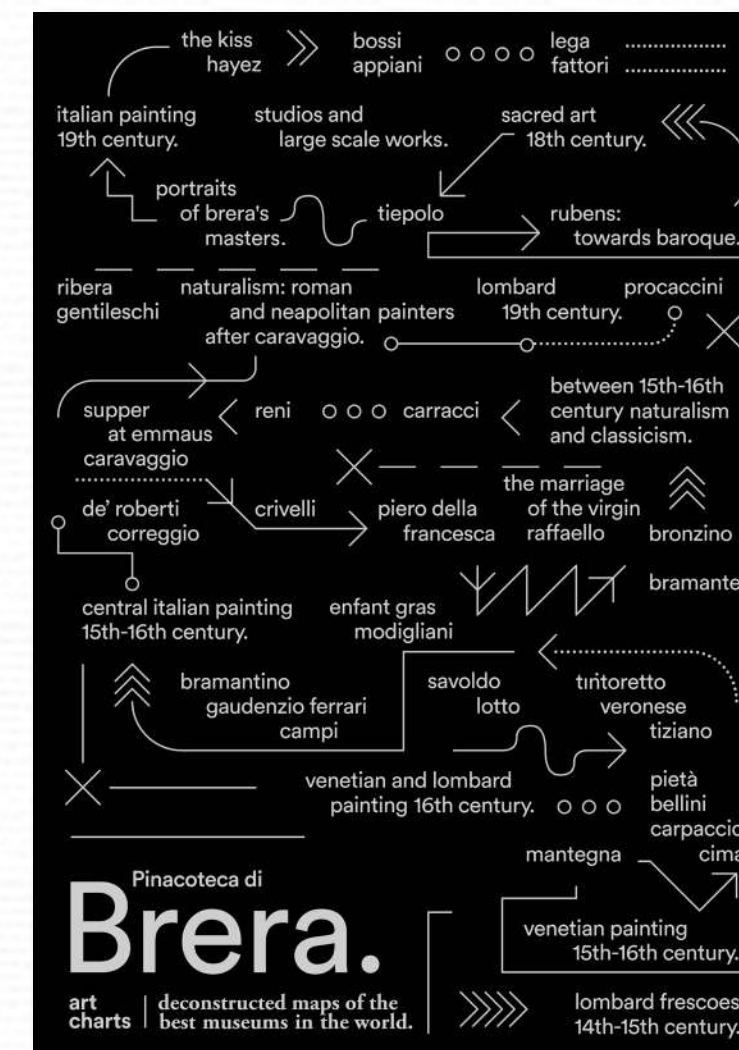 the kiss
hayez
bossi
appiani
lega
fattori
italian painting
19th century.
studios and
large scale works.
sacred art
18th century.
portraits
of brera's
masters.
tiepolo
rubens:
towards baroque.
ribera
gentileschi
naturalism: roman
and neapolitan painters
after caravaggio.
lombard
19th century.
procaccini
supper
at emmaus
caravaggio
reni
carracci
between 15th-16th
century naturalism
and classicism.
de' roberti
correggio
crivelli
piero della
francesca
the marriage
of the virgin
raffaello
bronzino
bramante
central italian painting
15th-16th century.
enfant gras
modigliani
bramantino
gaudenzio ferrari
campi
savoldo
lotto
tintoretto
veronese
tiziano
venetian and lombard
painting 16th century.
pietà
bellini
carpaccio
cima
mantegna
Pinacoteca di
Brera.
venetian painting
15th-16th century.
art
charts
deconstructed maps of the
best museums in the world.
lombard frescoes
14th-15th century.